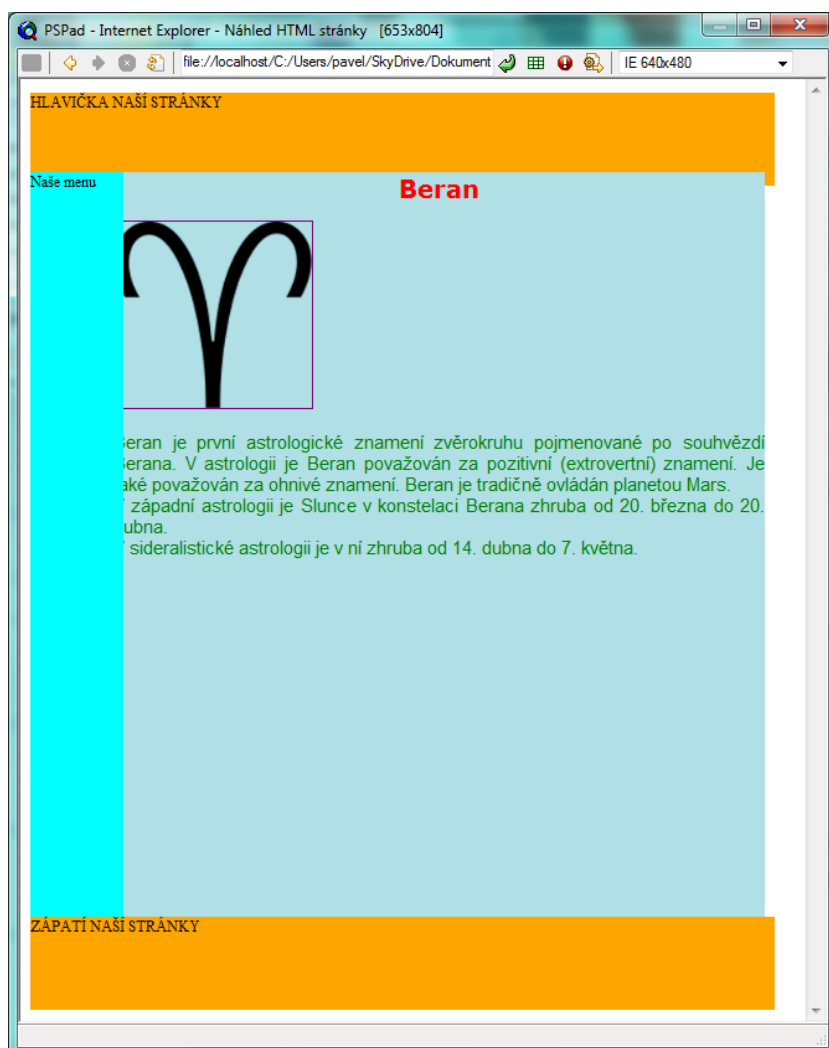 PSPad - Internet Explorer - Náhled HTML stránky [653x804]
file://localhost/C:/Users/pavel/SkyDrive/Dokument
IE 640x480
HLAVIČKA NAŠÍ STRÁNKY
Naše menu
Beran
eran je první astrologické znamení zvěrokruhu pojmenované po souhvězdí
erana. V astrologii je Beran považován za pozitivní (extrovertní) znamení. Je
aké považován za ohnivé znamení. Beran je tradičně ovládán planetou Mars.
západní astrologii je Slunce v konstelaci Berana zhruba od 20. března do 20.
ubna.
sideralistické astrologii je v ní zhruba od 14. dubna do 7. května.
ZÁPATÍ NAŠÍ STRÁNKY